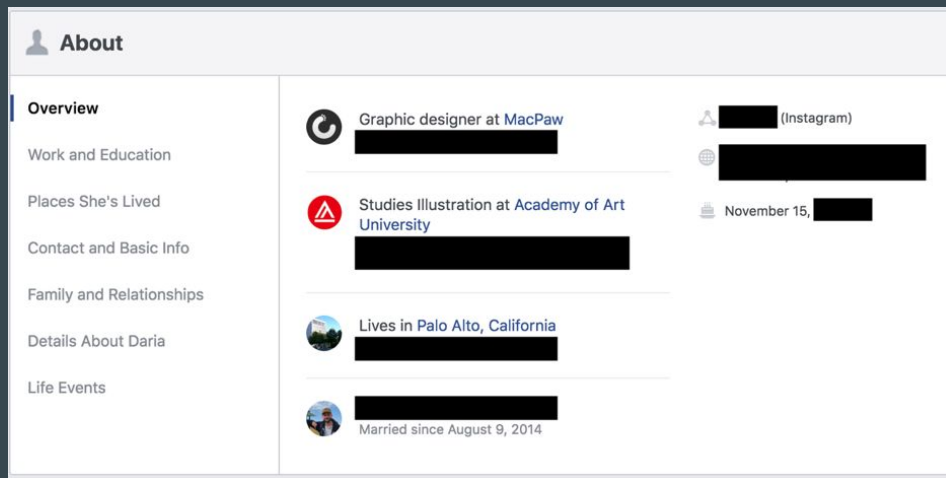 About
Overview
Work and Education
Places She's Lived
Contact and Basic Info
Family and Relationships
Details About Daria
Life Events
Graphic designer at MacPaw
Studies Illustration at Academy of Art
University
Lives in Palo Alto, California
Married since August 9, 2014
(Instagram)
November 15,